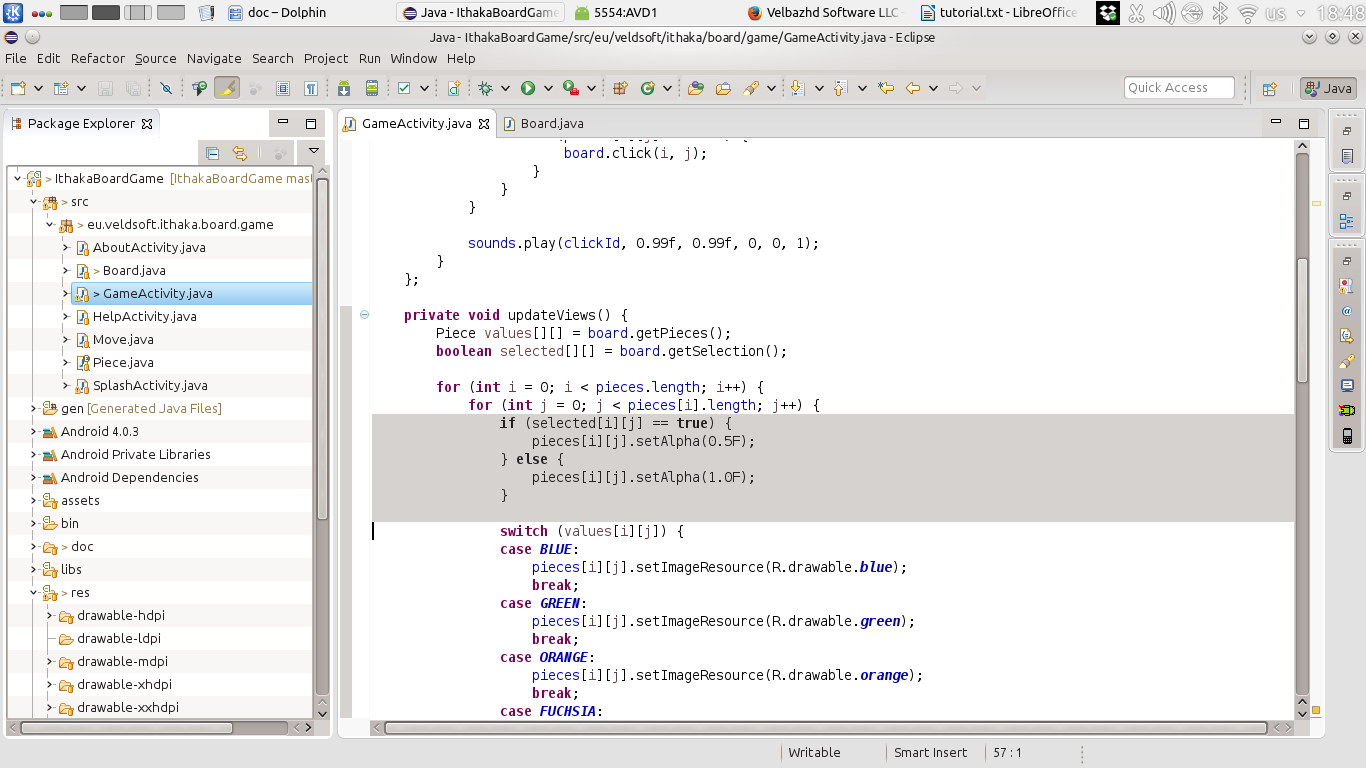 doc – Dolphin
Java - IthakaBoardGame
5554:AVD1
Velbazhd Software LLC
tutorial.txt - LibreOffice
us
18:48
Java - IthakaBoardGame/src/eu/veldsoft/ithaka/board/game/GameActivity.java - Eclipse
File Edit Refactor Source Navigate Search Project Run Window Help
Quick Access
Java
Package Explorer
GameActivity.java
Board.java
> IthakaBoardGame [IthakaBoardGame mast
> src
> eu.veldsoft.ithaka.board.game
AboutActivity.java
> Board.java
> GameActivity.java
HelpActivity.java
Move.java
Piece.java
SplashActivity.java
gen [Generated Java Files]
Android 4.0.3
Android Private Libraries
Android Dependencies
assets
bin
> doc
libs
> res
drawable-hdpi
drawable-ldpi
drawable-mdpi
drawable-xhdpi
drawable-xxhdpi
board.click(i, j);
}
}
}
sounds.play(clickId, 0.99f, 0.99f, 0, 0, 1);
}
};
private void updateViews() {
Piece values[][] = board.getPieces();
boolean selected[][] = board.getSelection();
for (int i = 0; i < pieces.length; i++) {
for (int j = 0; j < pieces[i].length; j++) {
if (selected[i][j] == true) {
pieces[i][j].setAlpha(0.5F);
} else {
pieces[i][j].setAlpha(1.0F);
}
switch (values[i][j]) {
case BLUE:
pieces[i][j].setImageResource(R.drawable.blue);
break;
case GREEN:
pieces[i][j].setImageResource(R.drawable.green);
break;
case ORANGE:
pieces[i][j].setImageResource(R.drawable.orange);
break;
case FUCHSIA:
Writable
Smart Insert
57 : 1